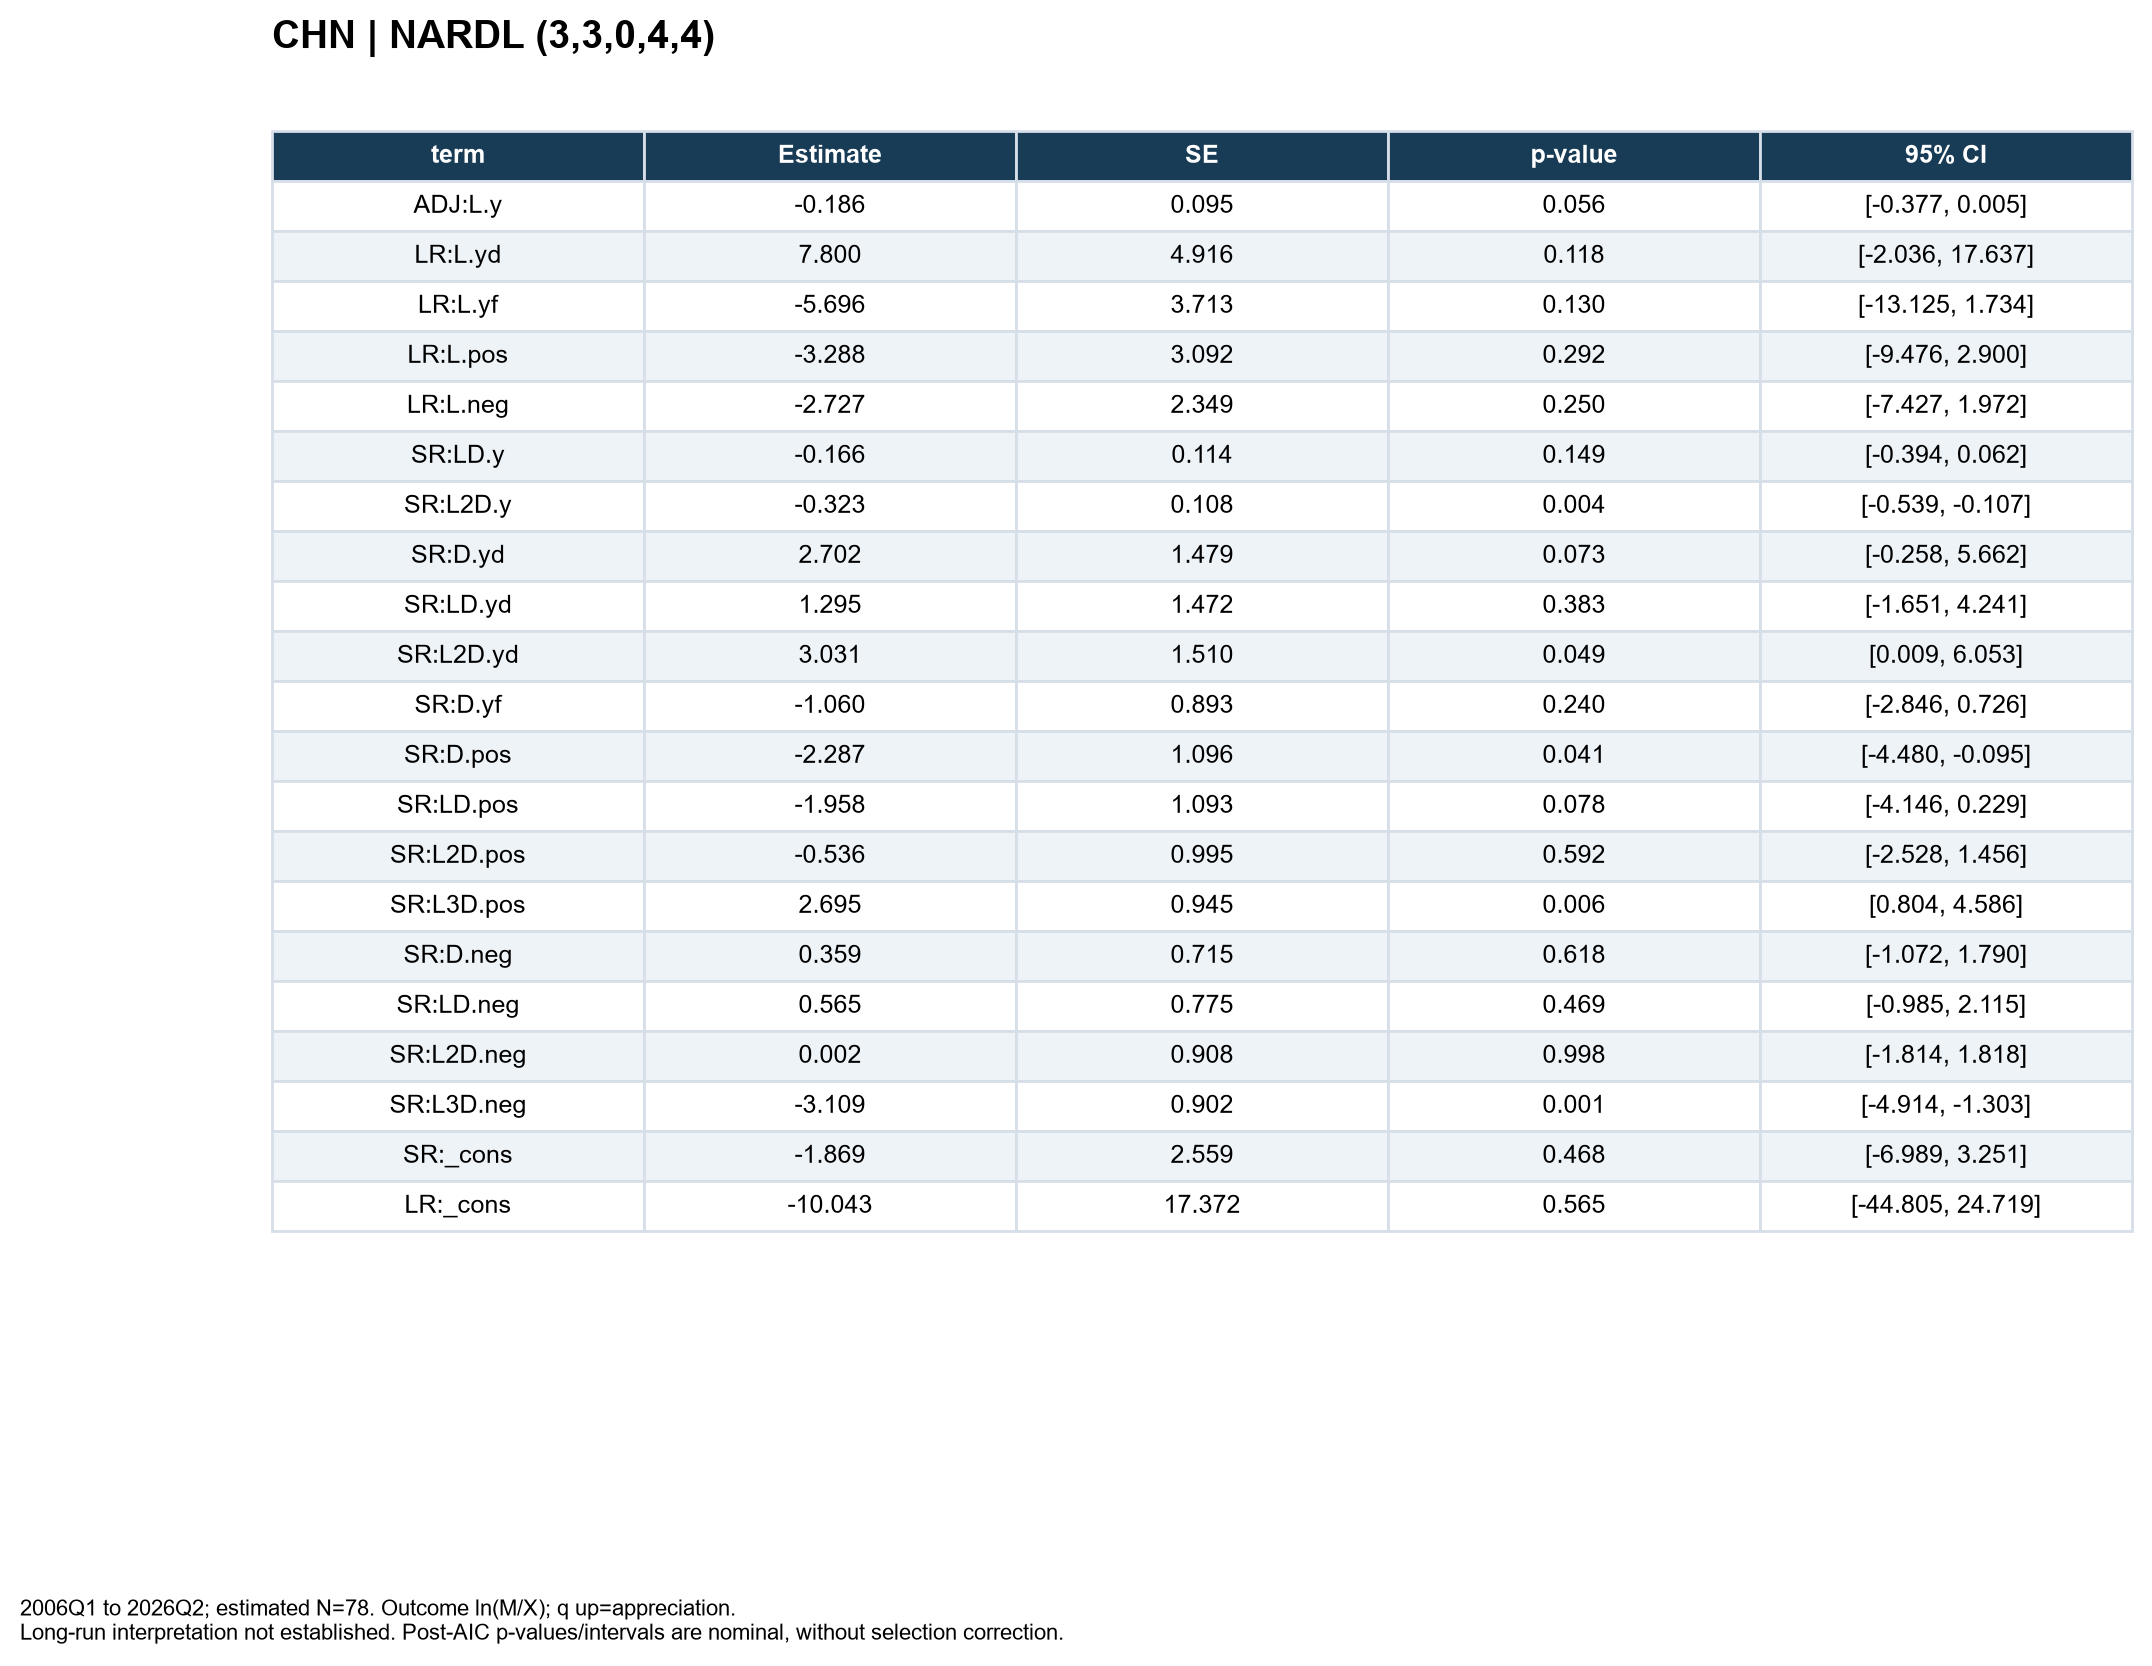 CHN | NARDL (3,3,0,4,4)
term Estimate SE p-value 95% CI
ADJ:L.y -0.186 0.095 0.056 [-0.377, 0.005]
LR:L.yd 7.800 4.916 0.118 [-2.036, 17.637]
LR:L.yf -5.696 3.713 0.130 [-13.125, 1.734]
LR:L.pos -3.288 3.092 0.292 [-9.476, 2.900]
LR:L.neg -2.727 2.349 0.250 [-7.427, 1.972]
SR:LD.y -0.166 0.114 0.149 [-0.394, 0.062]
SR:L2D.y -0.323 0.108 0.004 [-0.539, -0.107]
SR:D.yd 2.702 1.479 0.073 [-0.258, 5.662]
SR:LD.yd 1.295 1.472 0.383 [-1.651, 4.241]
SR:L2D.yd 3.031 1.510 0.049 [0.009, 6.053]
SR:D.yf -1.060 0.893 0.240 [-2.846, 0.726]
SR:D.pos -2.287 1.096 0.041 [-4.480, -0.095]
SR:LD.pos -1.958 1.093 0.078 [-4.146, 0.229]
SR:L2D.pos -0.536 0.995 0.592 [-2.528, 1.456]
SR:L3D.pos 2.695 0.945 0.006 [0.804, 4.586]
SR:D.neg 0.359 0.715 0.618 [-1.072, 1.790]
SR:LD.neg 0.565 0.775 0.469 [-0.985, 2.115]
SR:L2D.neg 0.002 0.908 0.998 [-1.814, 1.818]
SR:L3D.neg -3.109 0.902 0.001 [-4.914, -1.303]
SR:_cons -1.869 2.559 0.468 [-6.989, 3.251]
LR:_cons -10.043 17.372 0.565 [-44.805, 24.719]
2006Q1 to 2026Q2; estimated N=78. Outcome ln(M/X); q up=appreciation.
Long-run interpretation not established. Post-AIC p-values/intervals are nominal, without selection correction.